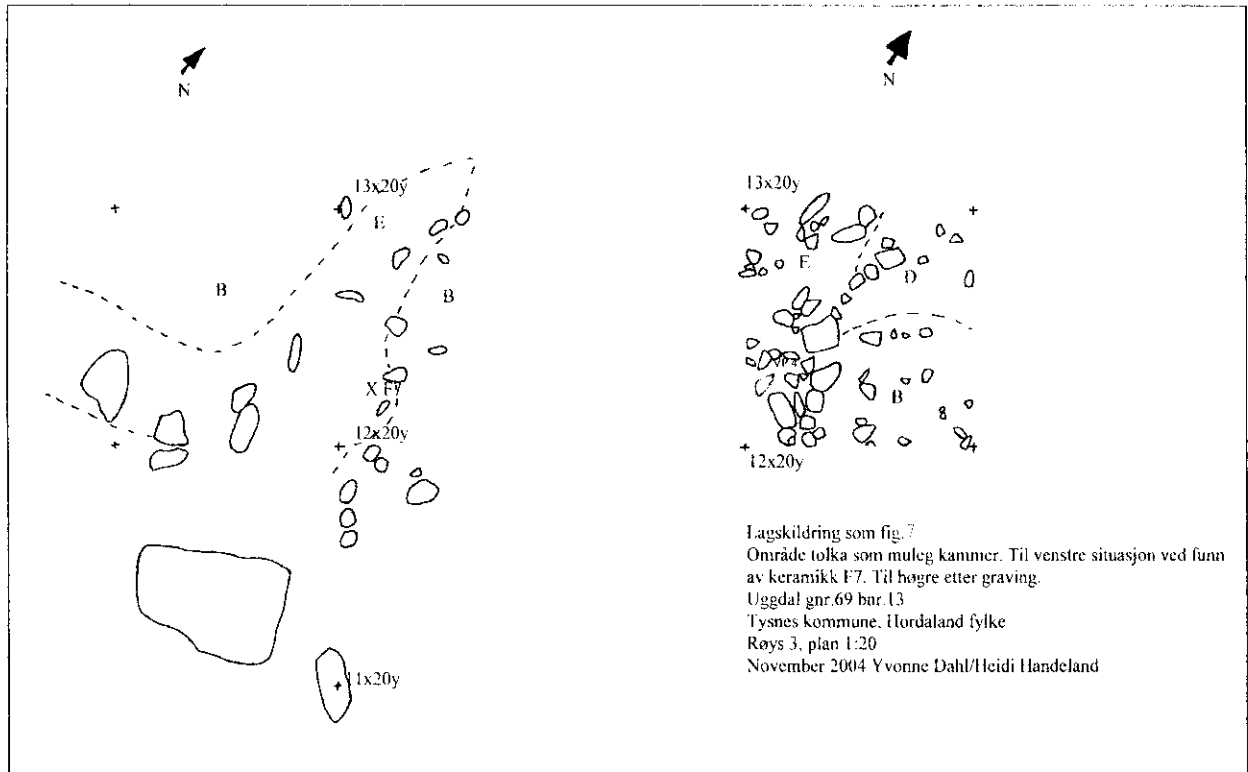 N
N
13x20y
E
B
B
X F7
12x20y
11x20y
13x20y
E
D
B
12x20y
Lagskildring som fig.7
Område tolka som muleg kammer. Til venstre situasjon ved funn
av keramikk F7. Til høgre etter graving.
Uggdal gnr.69 bnr.13
Tysnes kommune, Hordaland fylke
Røys 3, plan 1:20
November 2004 Yvonne Dahl/Heidi Handeland